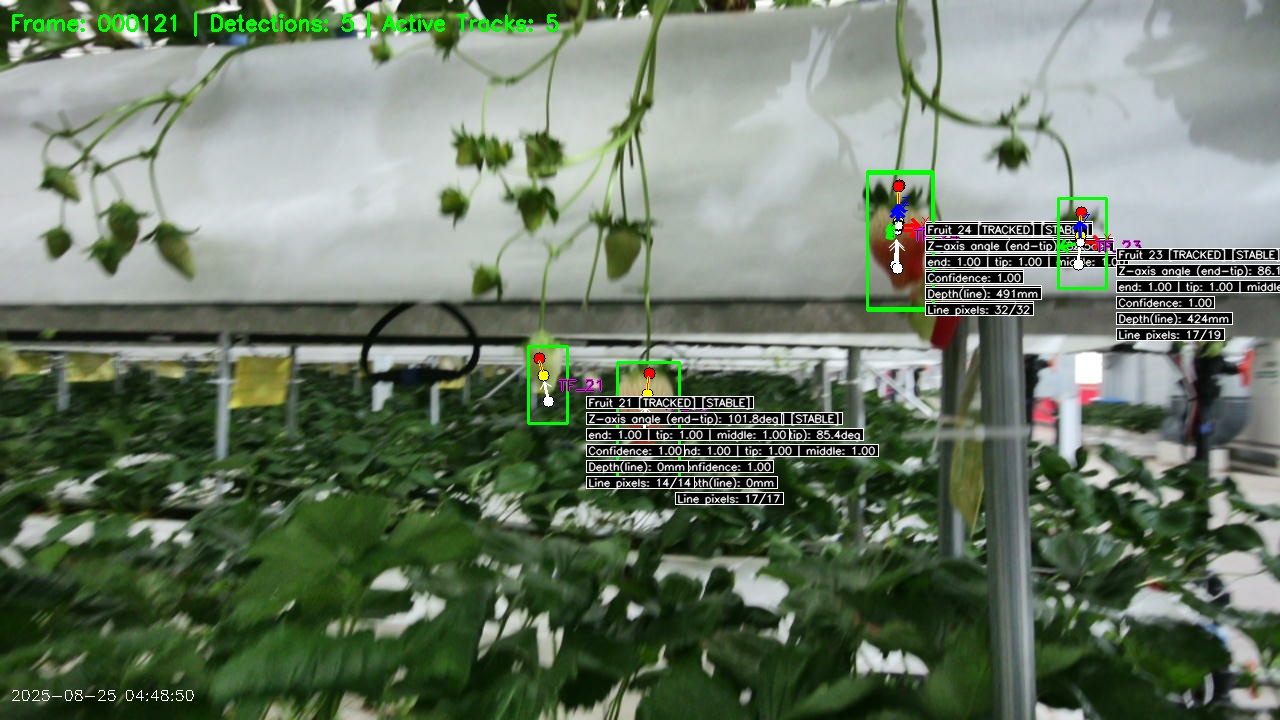 Frame: 000121 | Detections: 5 | Active Tracks: 5
Fruit 24 [TRACKED] [STAB
Z-axis angle (end-tip):
end: 1.00 | tip: 1.00 | middle: 1.0
Confidence: 1.00
Depth(line): 491mm
Line pixels: 32/32
TF_23
Fruit 23 [TRACKED] [STABLE
Z-axis angle (end-tip): 86.1
end: 1.00 | tip: 1.00 | middle
Confidence: 1.00
Depth(line): 424mm
Line pixels: 17/19
TF_21
Fruit 21 [TRACKED] [STABLE]
Z-axis angle (end-tip): 101.8deg [STABLE]
end: 1.00 | tip: 1.00 | middle: 1.00 tip): 85.4deg
Confidence: 1.00 nd: 1.00 | tip: 1.00 | middle: 1.00
Depth(line): 0mm nfidence: 1.00
Line pixels: 14/14 th(line): 0mm
Line pixels: 17/17
2025-08-25 04:48:50